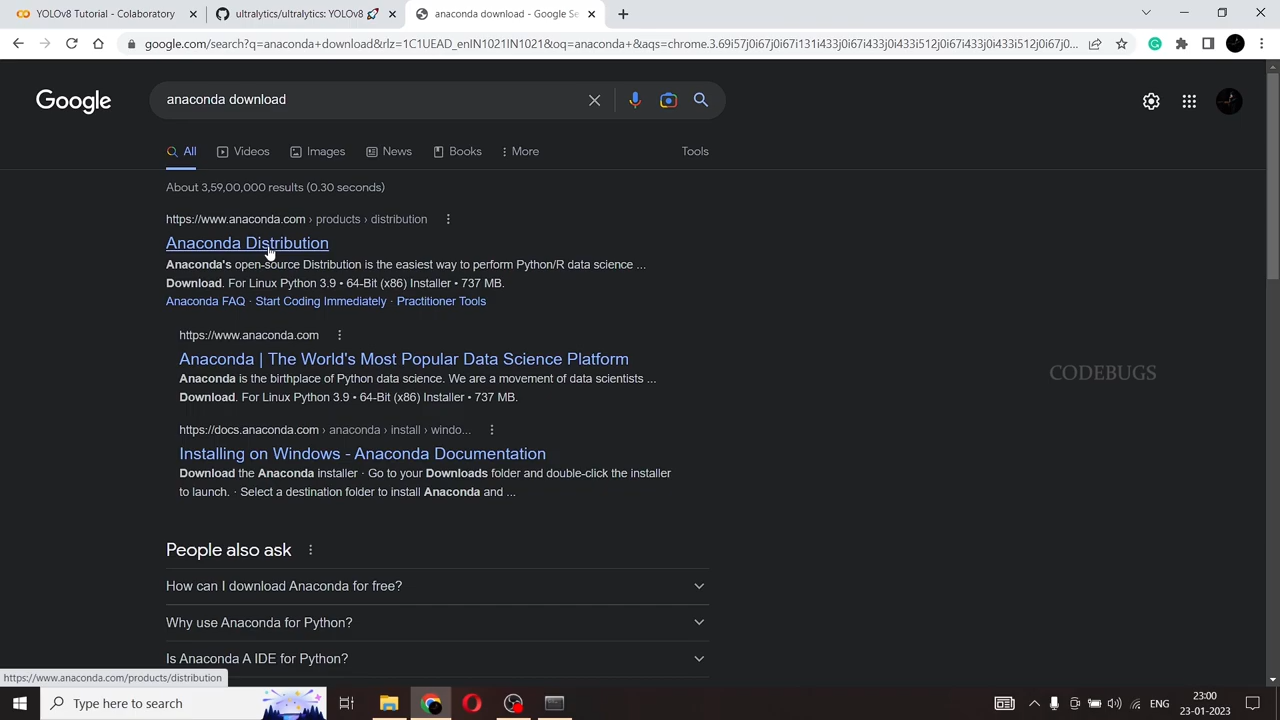 YOLOv8 Tutorial - Colaboratory
ultralytics/ultralytics: YOLOv8 🚀
anaconda download - Google Se
google.com/search?q=anaconda+download&rlz=1C1UEAD_enIN1021IN1031&oq=anaconda+&aqs=chrome.3.69i57j0i67j0i67i131i433j0i67i433j0i433i512j0i67i433j0i433i512j0i67j0...
Google
anaconda download
All
Videos
Images
News
Books
More
Tools
About 3,59,00,000 results (0.30 seconds)
https://www.anaconda.com › products › distribution
Anaconda Distribution
Anaconda's open-source Distribution is the easiest way to perform Python/R data science ...
Download. For Linux Python 3.9 • 64-Bit (x86) Installer • 737 MB.
Anaconda FAQ · Start Coding Immediately · Practitioner Tools
https://www.anaconda.com
Anaconda | The World's Most Popular Data Science Platform
Anaconda is the birthplace of Python data science. We are a movement of data scientists ...
Download. For Linux Python 3.9 • 64-Bit (x86) Installer • 737 MB.
CODEBUGS
https://docs.anaconda.com › anaconda › install › windo...
Installing on Windows - Anaconda Documentation
Download the Anaconda installer · Go to your Downloads folder and double-click the installer
to launch. · Select a destination folder to install Anaconda and ...
People also ask
How can I download Anaconda for free?
Why use Anaconda for Python?
Is Anaconda A IDE for Python?
https://www.anaconda.com/products/distribution
Type here to search
ENG
23:00
23-01-2023